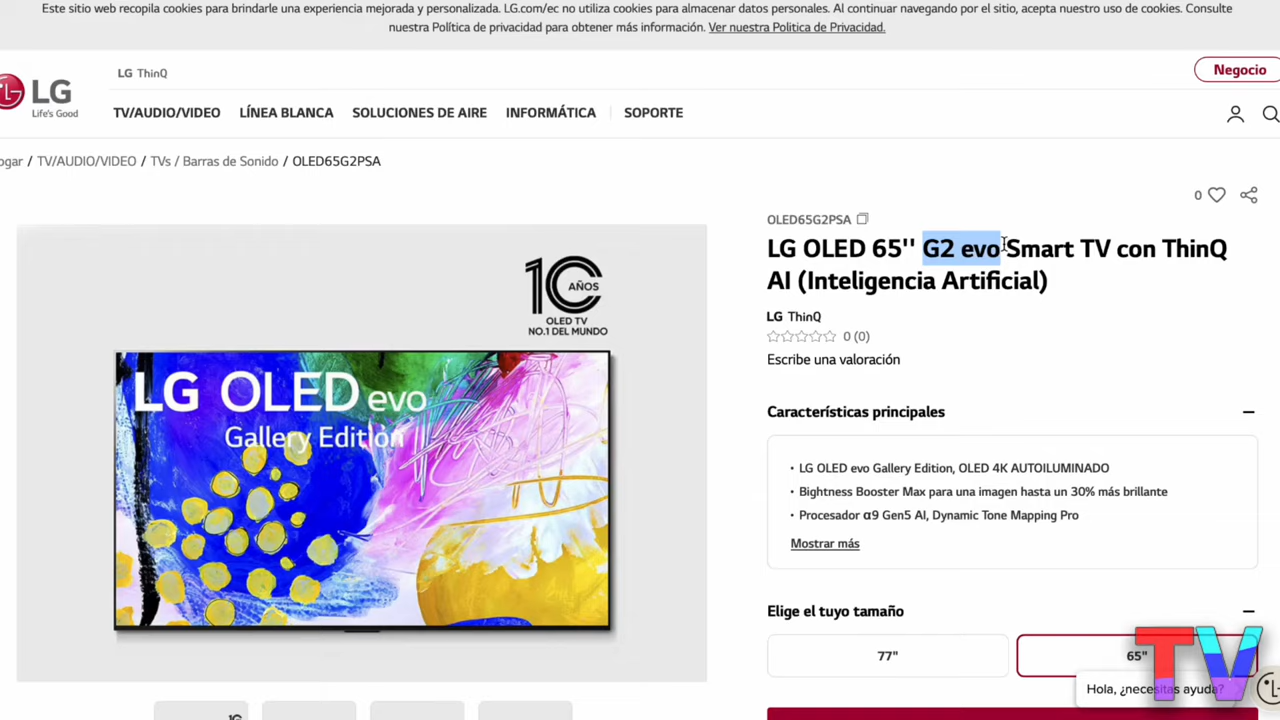 Este sitio web recopila cookies para brindarle una experiencia mejorada y personalizada. LG.com/ec no utiliza cookies para almacenar datos personales. Al continuar navegando por el sitio, acepta nuestro uso de cookies. Consulte
nuestra Política de privacidad para obtener más información. Ver nuestra Politica de Privacidad.
LG ThinQ
Negocio
LG
Life's Good
TV/AUDIO/VIDEO LÍNEA BLANCA SOLUCIONES DE AIRE INFORMÁTICA SOPORTE
ogar / TV/AUDIO/VIDEO / TVs / Barras de Sonido / OLED65G2PSA
0
OLED65G2PSA
LG OLED 65'' G2 evo Smart TV con ThinQ
AI (Inteligencia Artificial)
LG ThinQ
0 (0)
Escribe una valoración
10 AÑOS
OLED TV
NO.1 DEL MUNDO
LG OLED evo
Gallery Edition
Características principales
• LG OLED evo Gallery Edition, OLED 4K AUTOILUMINADO
• Bightness Booster Max para una imagen hasta un 30% más brillante
• Procesador α9 Gen5 AI, Dynamic Tone Mapping Pro
Mostrar más
Elige el tuyo tamaño
77"
65"
Hola, ¿necesitas ayuda?
TV